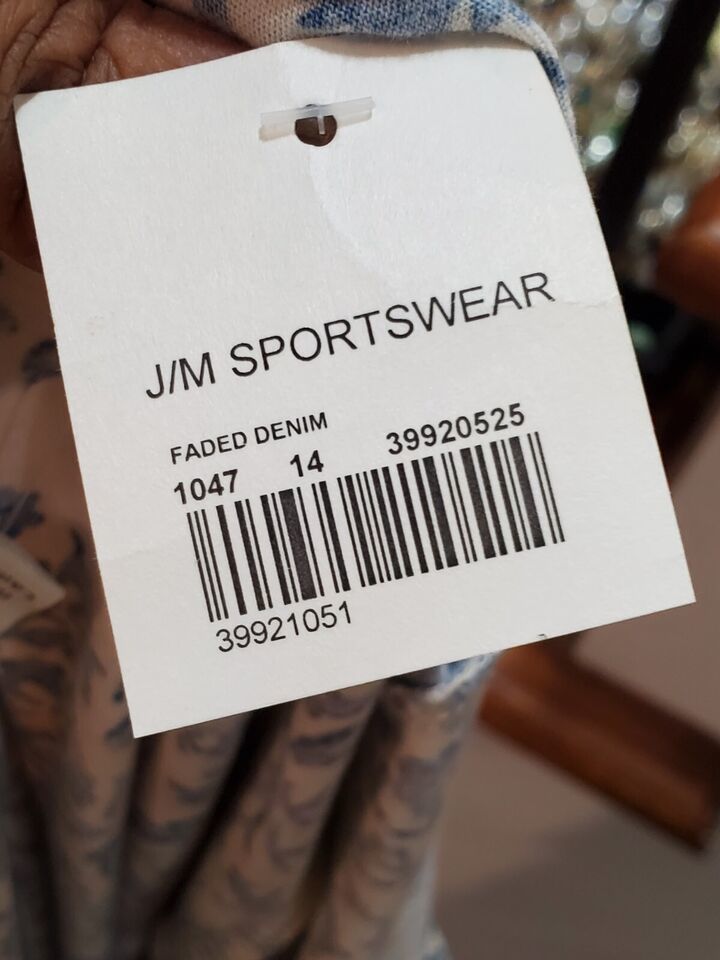 J/M SPORTSWEAR
FADED DENIM
1047 14 39920525
39921051